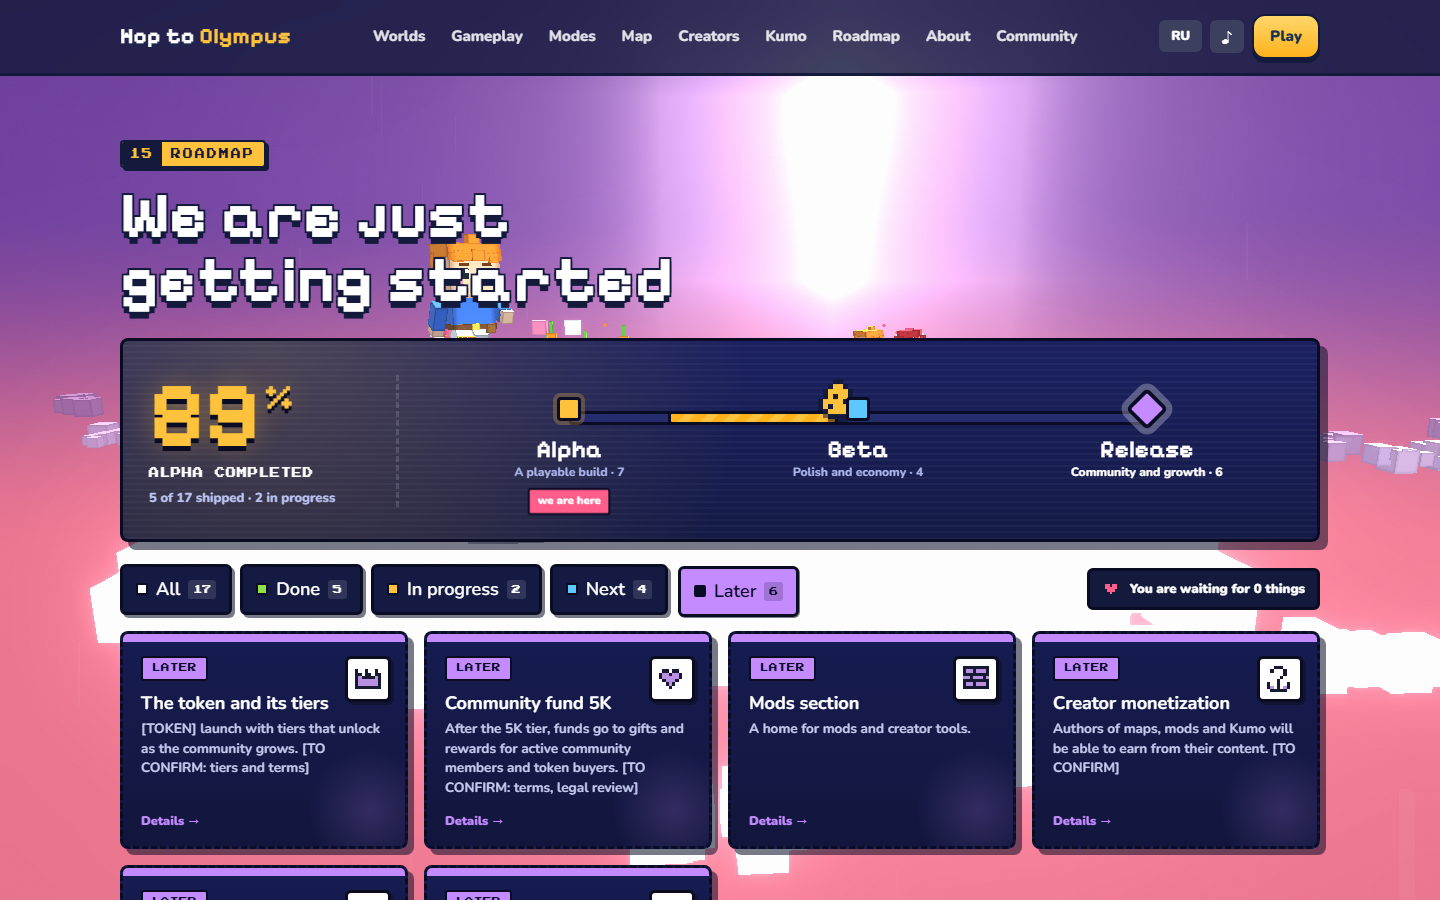 Hop to Olympus
Worlds
Gameplay
Modes
Map
Creators
Kumo
Roadmap
About
Community
RU
Play
15 ROADMAP
We are just
getting started
89%
ALPHA COMPLETED
5 of 17 shipped · 2 in progress
Alpha
A playable build · 7
we are here
Beta
Polish and economy · 4
Release
Community and growth · 6
All 17
Done 5
In progress 2
Next 4
Later 6
You are waiting for 0 things
LATER
The token and its tiers
[TOKEN] launch with tiers that unlock
as the community grows. [TO
CONFIRM: tiers and terms]
Details →
LATER
Community fund 5K
After the 5K tier, funds go to gifts and
rewards for active community
members and token buyers. [TO
CONFIRM: terms, legal review]
Details →
LATER
Mods section
A home for mods and creator tools.
Details →
LATER
Creator monetization
Authors of maps, mods and Kumo will
be able to earn from their content. [TO
CONFIRM]
Details →
LATER
LATER